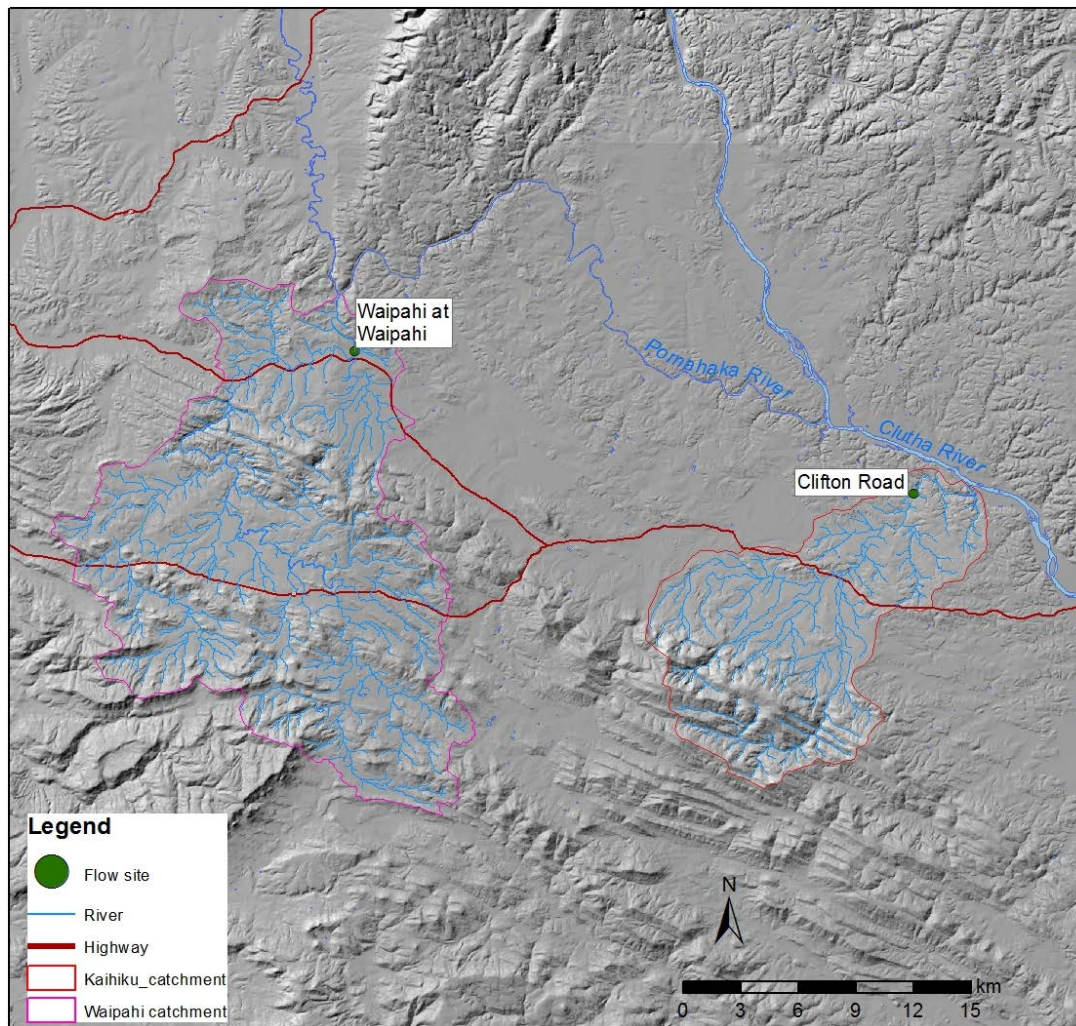 Waipahi at
Waipahi
Pomahaka River
Clutha River
Clifton Road
Legend
Flow site
River
Highway
Kaihiku_catchment
Waipahi catchment
N
km
0 3 6 9 12 15